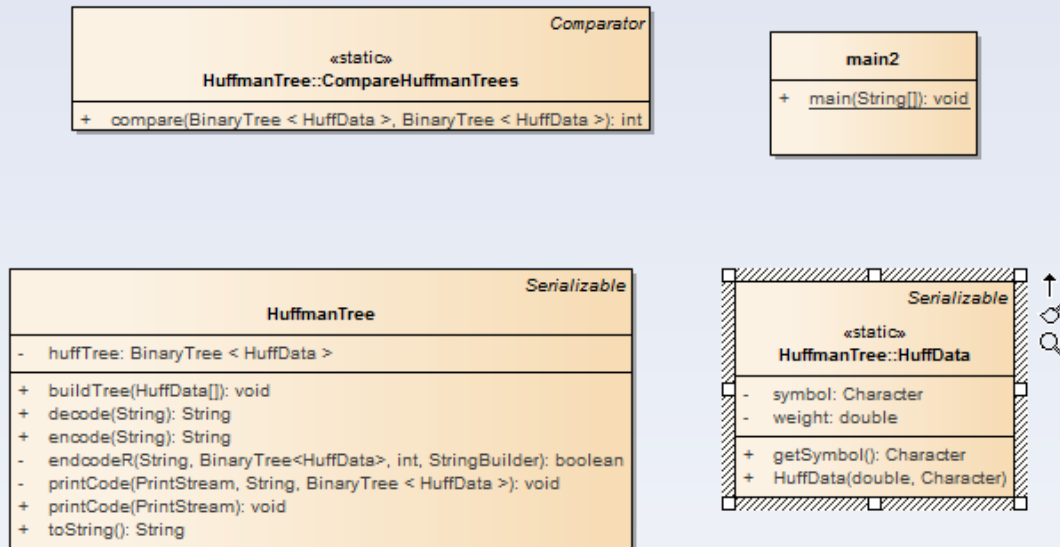 Comparator
«static»
HuffmanTree::CompareHuffmanTrees
+ compare(BinaryTree < HuffData >, BinaryTree < HuffData >): int
main2
+ main(String[]): void
Serializable
HuffmanTree
- huffTree: BinaryTree < HuffData >
+ buildTree(HuffData[]): void
+ decode(String): String
+ encode(String): String
- endcodeR(String, BinaryTree<HuffData>, int, StringBuilder): boolean
- printCode(PrintStream, String, BinaryTree < HuffData >): void
+ printCode(PrintStream): void
+ toString(): String
Serializable
«static»
HuffmanTree::HuffData
- symbol: Character
- weight: double
+ getSymbol(): Character
+ HuffData(double, Character)